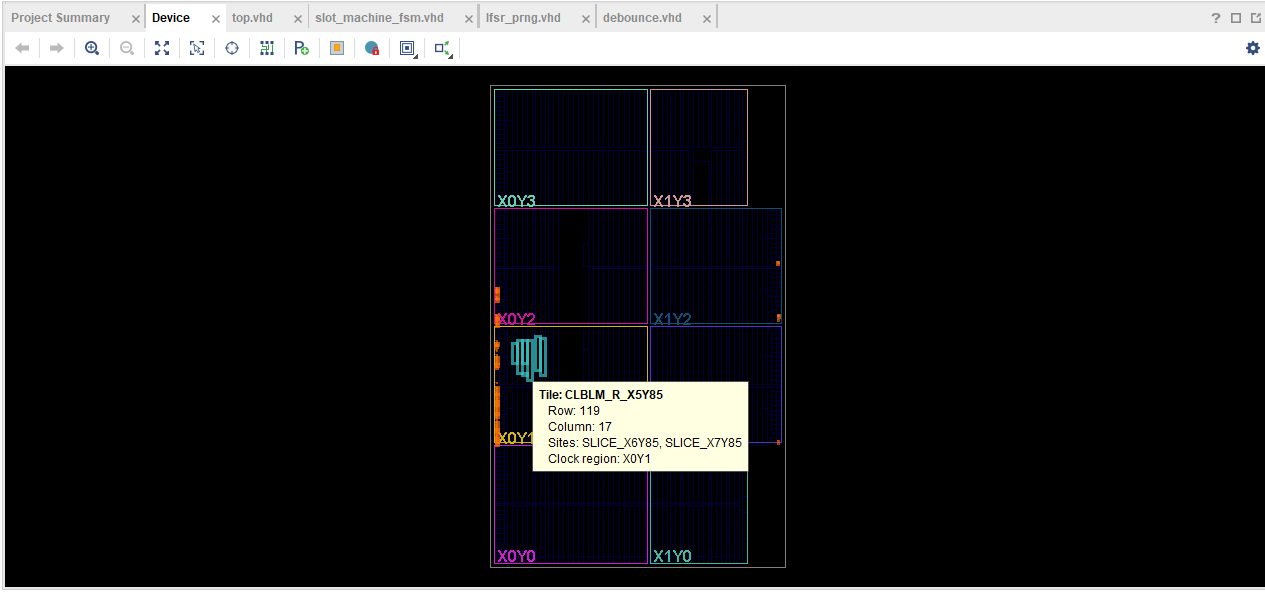 Project Summary Device top.vhd slot_machine_fsm.vhd lfsr_prng.vhd debounce.vhd
X0Y3 X1Y3
X0Y2 X1Y2
Tile: CLBLM_R_X5Y85
Row: 119
Column: 17
X0Y1
Sites: SLICE_X6Y85, SLICE_X7Y85
Clock region: X0Y1
X0Y0 X1Y0